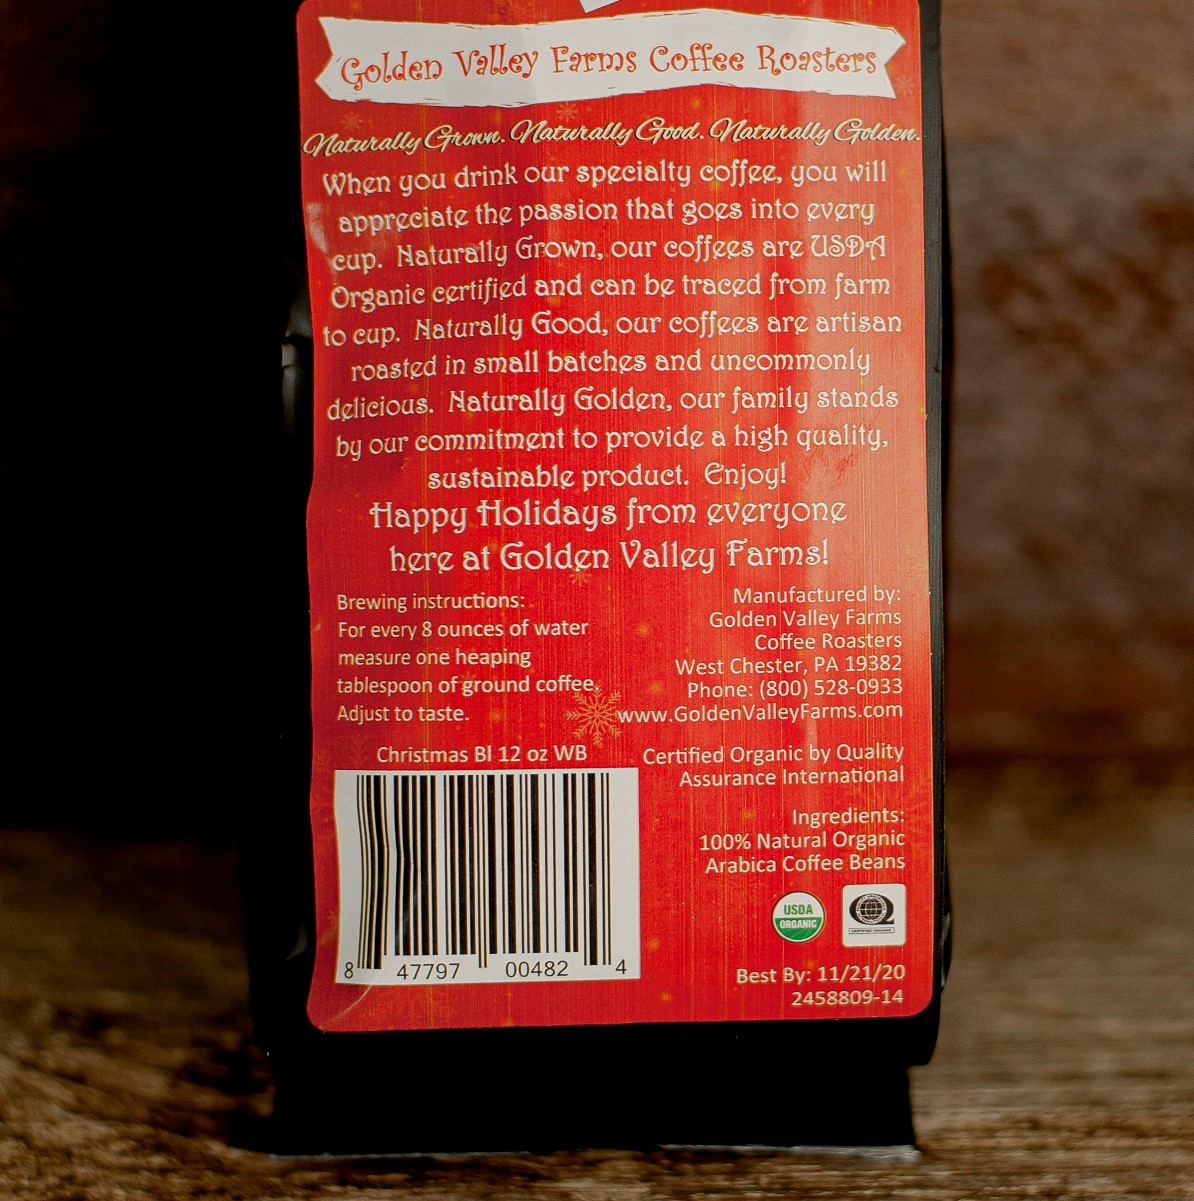 Golden Valley Farms Coffee Roasters
Naturally Grown. Naturally Good. Naturally Golden.
When you drink our specialty coffee, you will
appreciate the passion that goes into every
cup. Naturally Grown, our coffees are USDA
Organic certified and can be traced from farm
to cup. Naturally Good, our coffees are artisan
roasted in small batches and uncommonly
delicious. Naturally Golden, our family stands
by our commitment to provide a high quality,
sustainable product. Enjoy!
Happy Holidays from everyone
here at Golden Valley Farms!
Brewing instructions:
For every 8 ounces of water
measure one heaping
tablespoon of ground coffee.
Adjust to taste.
Christmas Bl 12 oz WB
8 47797 00482 4
Manufactured by:
Golden Valley Farms
Coffee Roasters
West Chester, PA 19382
Phone: (800) 528-0933
www.GoldenValleyFarms.com
Certified Organic by Quality
Assurance International
Ingredients:
100% Natural Organic
Arabica Coffee Beans
USDA
ORGANIC
Q
CERTIFIED ORGANIC
Best By: 11/21/20
2458809-14